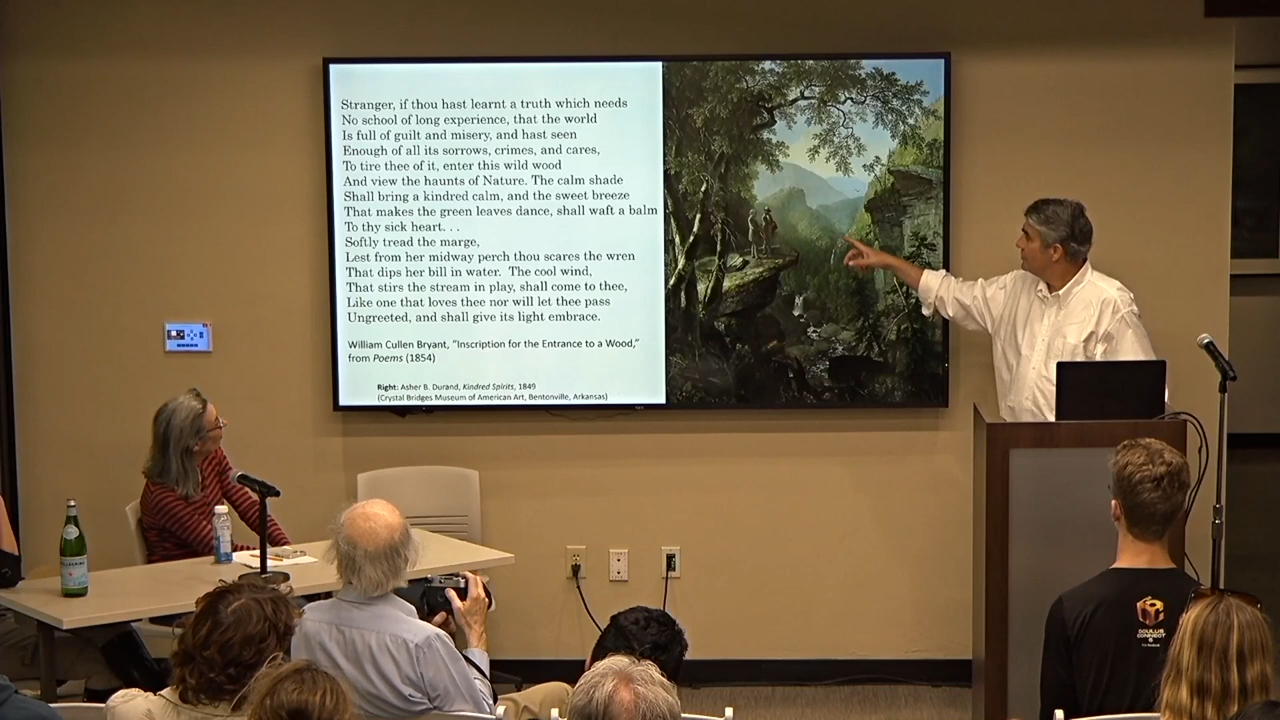 Stranger, if thou hast learnt a truth which needs
No school of long experience, that the world
Is full of guilt and misery, and hast seen
Enough of all its sorrows, crimes, and cares,
To tire thee of it, enter this wild wood
And view the haunts of Nature. The calm shade
Shall bring a kindred calm, and the sweet breeze
That makes the green leaves dance, shall waft a balm
To thy sick heart. . .
Softly tread the marge,
Lest from her midway perch thou scares the wren
That dips her bill in water.  The cool wind,
That stirs the stream in play, shall come to thee,
Like one that loves thee nor will let thee pass
Ungreeted, and shall give its light embrace.
William Cullen Bryant, "Inscription for the Entrance to a Wood,"
from Poems (1854)
Right: Asher B. Durand, Kindred Spirits, 1849
(Crystal Bridges Museum of American Art, Bentonville, Arkansas)
OCULUS
CONNECT
6